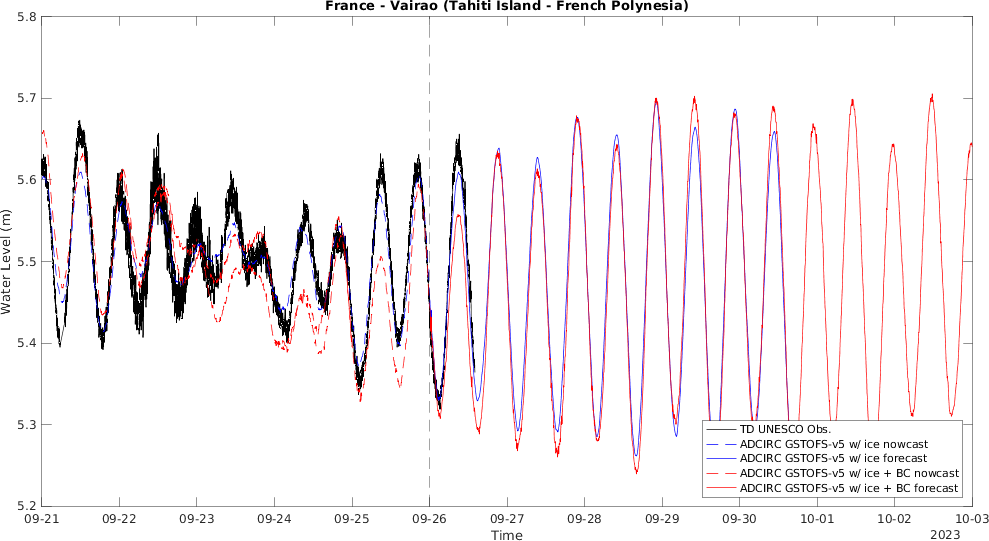 France - Vairao (Tahiti Island - French Polynesia)
5.8
5.7
5.6
5.5
5.4
5.3
5.2
Water Level (m)
TD UNESCO Obs.
ADCIRC GSTOFS-v5 w/ ice nowcast
ADCIRC GSTOFS-v5 w/ ice forecast
ADCIRC GSTOFS-v5 w/ ice + BC nowcast
ADCIRC GSTOFS-v5 w/ ice + BC forecast
09-21 09-22 09-23 09-24 09-25 09-26 09-27 09-28 09-29 09-30 10-01 10-02 10-03
Time
2023